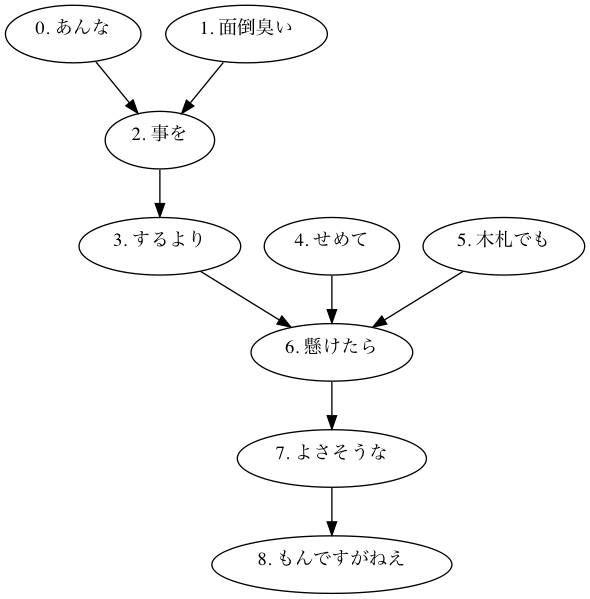 0. あんな
1. 面倒臭い
2. 事を
3. するより
4. せめて
5. 木札でも
6. 懸けたら
7. よさそうな
8. もんですがねえ